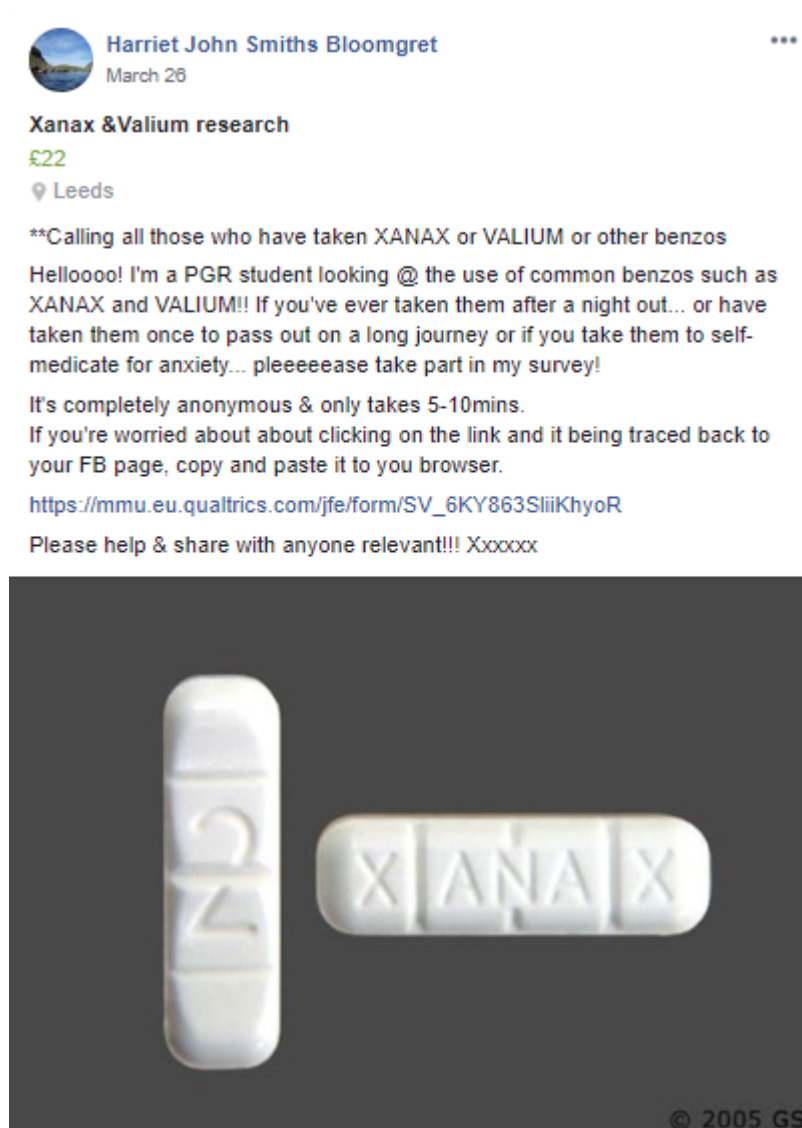 Harriet John Smiths Bloomgret
March 26
Xanax &Valium research
£22
Leeds
**Calling all those who have taken XANAX or VALIUM or other benzos
Helloooo! I'm a PGR student looking @ the use of common benzos such as
XANAX and VALIUM!! If you've ever taken them after a night out... or have
taken them once to pass out on a long journey or if you take them to self-
medicate for anxiety... pleeeeease take part in my survey!
It's completely anonymous & only takes 5-10mins.
If you're worried about about clicking on the link and it being traced back to
your FB page, copy and paste it to you browser.
https://mmu.eu.qualtrics.com/jfe/form/SV_6KY863SliiKhyoR
Please help & share with anyone relevant!!! Xxxxxx
2
X ANA X
© 2005 GS